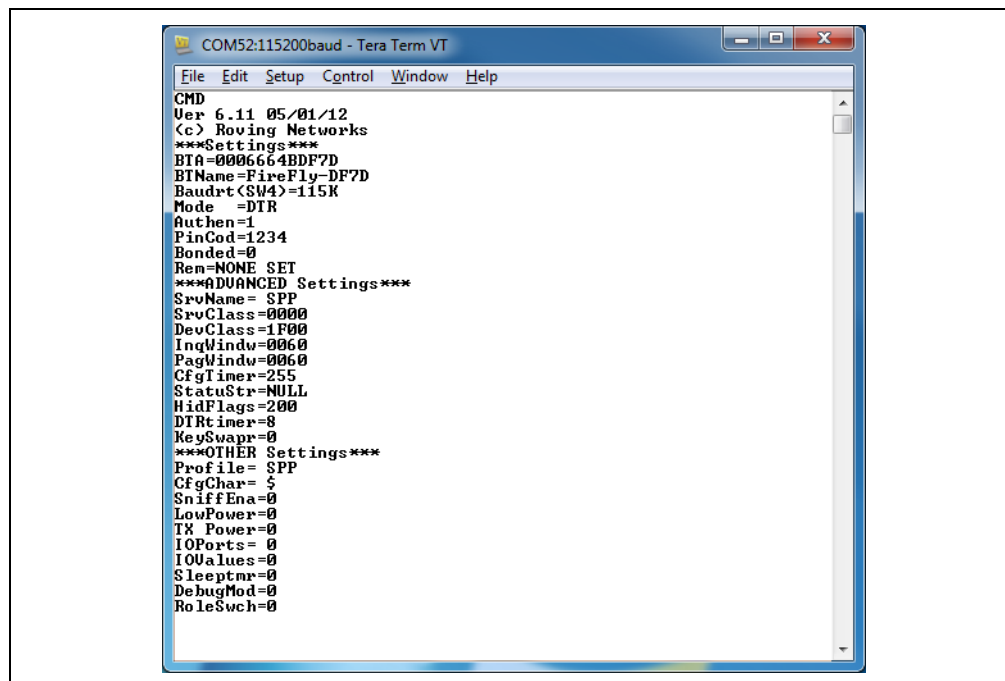 COM52:115200baud - Tera Term VT
File Edit Setup Control Window Help
CMD
Ver 6.11 05/01/12
(c) Roving Networks
***Settings***
BTA=0006664BDF7D
BTName=FireFly-DF7D
Baudrt(SW4)=115K
Mode  =DTR
Authen=1
PinCod=1234
Bonded=0
Rem=NONE SET
***ADVANCED Settings***
SrvName= SPP
SrvClass=0000
DevClass=1F00
InqWindw=0060
PagWindw=0060
CfgTimer=255
StatuStr=NULL
HidFlags=200
DTRtimer=8
KeySwapr=0
***OTHER Settings***
Profile= SPP
CfgChar= $
SniffEna=0
LowPower=0
TX Power=0
IOPorts= 0
IOValues=0
Sleeptmr=0
DebugMod=0
RoleSwch=0